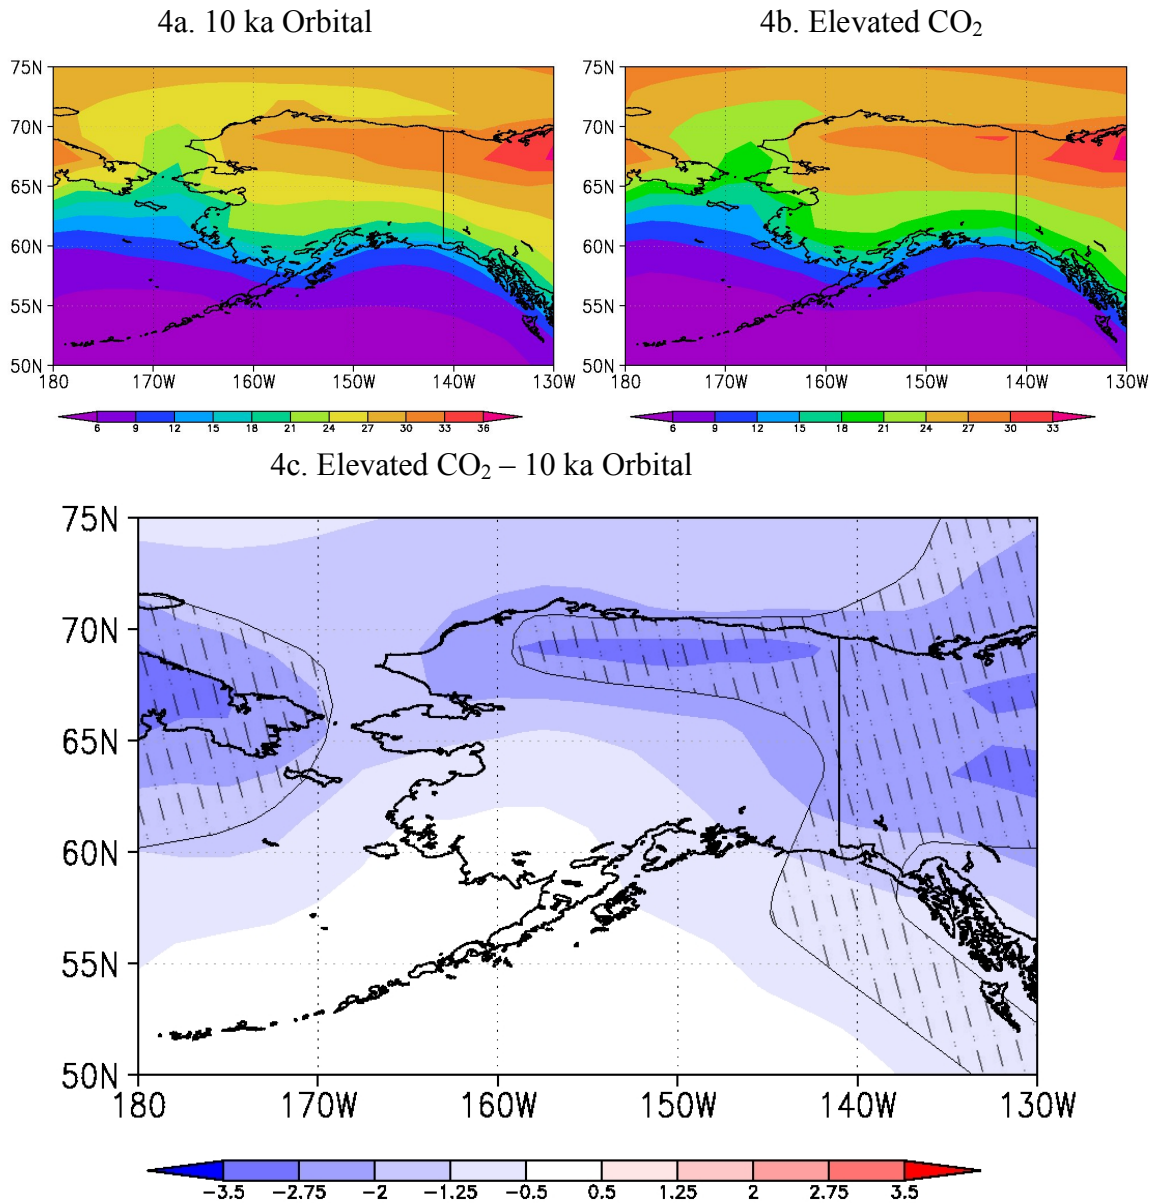 4a. 10 ka Orbital
4b. Elevated CO₂
75N
70N
65N
60N
55N
50N
180 170W 160W 150W 140W 130W
6 9 12 15 18 21 24 27 30 33 36
75N
70N
65N
60N
55N
50N
180 170W 160W 150W 140W 130W
6 9 12 15 18 21 24 27 30 33
4c. Elevated CO₂ – 10 ka Orbital
75N
70N
65N
60N
55N
50N
180 170W 160W 150W 140W 130W
-3.5 -2.75 -2 -1.25 -0.5 0.5 1.25 2 2.75 3.5